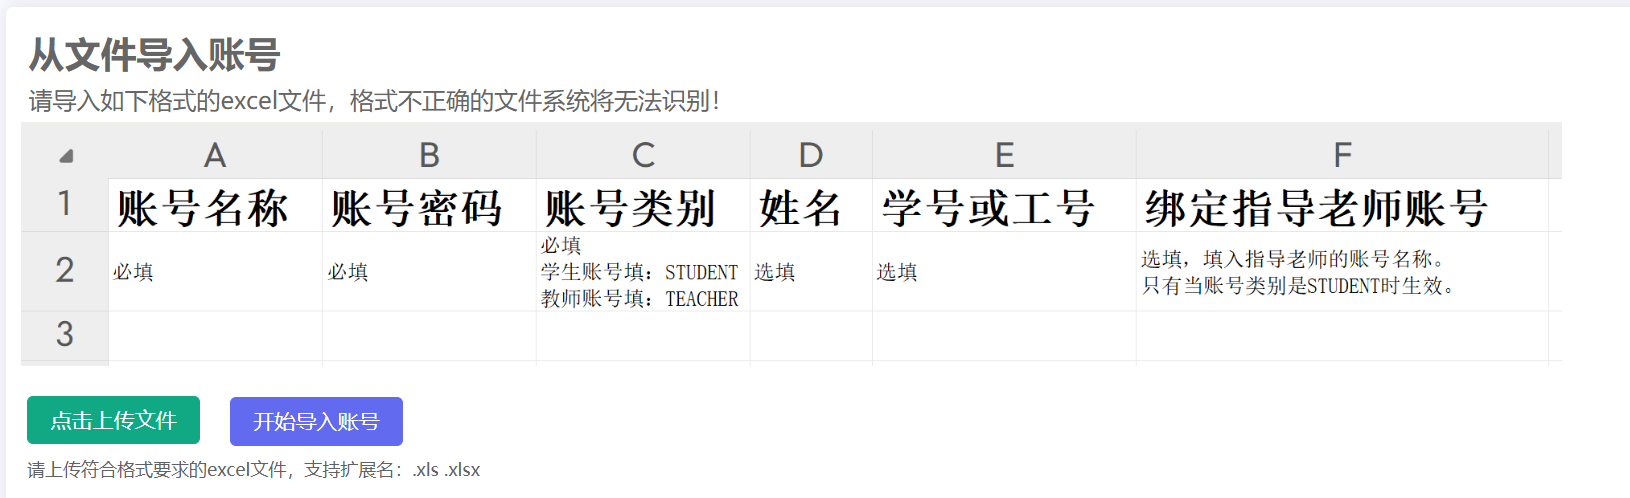 从文件导入账号
请导入如下格式的excel文件，格式不正确的文件系统将无法识别！
A B C D E F
1 账号名称 账号密码 账号类别 姓名 学号或工号 绑定指导老师账号
2 必填 必填 必填 学生账号填：STUDENT 教师账号填：TEACHER 选填 选填 选填，填入指导老师的账号名称。 只有当账号类别是STUDENT时生效。
3
点击上传文件 开始导入账号
请上传符合格式要求的excel文件，支持扩展名：.xls .xlsx